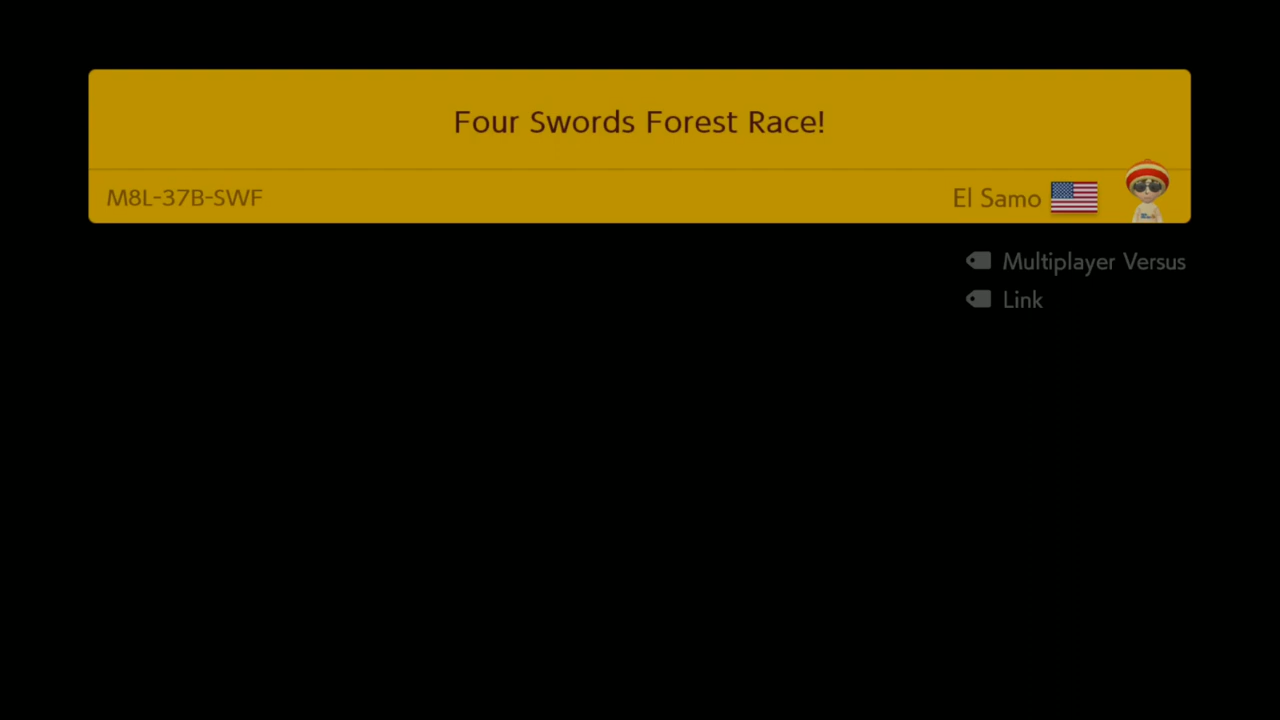 Four Swords Forest Race!
M8L-37B-SWF
El Samo
Multiplayer Versus
Link